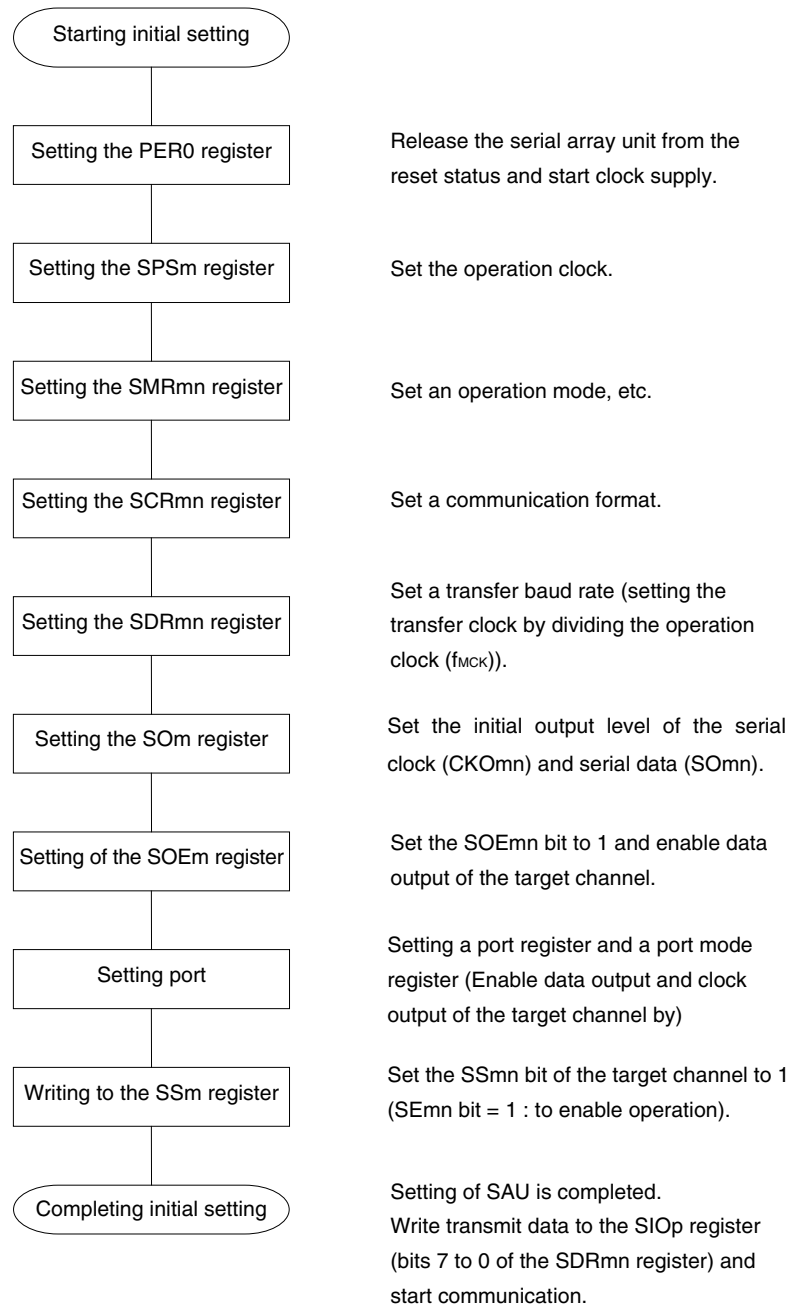 Starting initial setting
Setting the PER0 register
Release the serial array unit from the
reset status and start clock supply.
Setting the SPSm register
Set the operation clock.
Setting the SMRmn register
Set an operation mode, etc.
Setting the SCRmn register
Set a communication format.
Setting the SDRmn register
Set a transfer baud rate (setting the
transfer clock by dividing the operation
clock (fMCK)).
Setting the SOm register
Set the initial output level of the serial
clock (CKOmn) and serial data (SOmn).
Setting of the SOEm register
Set the SOEmn bit to 1 and enable data
output of the target channel.
Setting port
Setting a port register and a port mode
register (Enable data output and clock
output of the target channel by)
Writing to the SSm register
Set the SSmn bit of the target channel to 1
(SEmn bit = 1 : to enable operation).
Completing initial setting
Setting of SAU is completed.
Write transmit data to the SIOp register
(bits 7 to 0 of the SDRmn register) and
start communication.